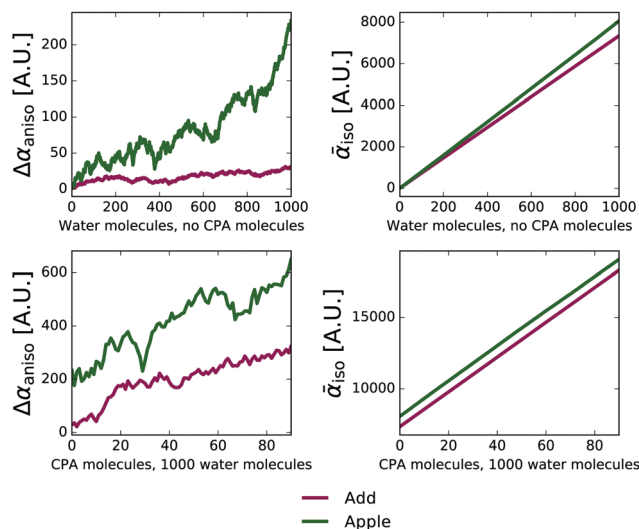 Δα_aniso [A.U.]
250
200
150
100
50
0
0 200 400 600 800 1000
Water molecules, no CPA molecules
ᾱ_iso [A.U.]
8000
6000
4000
2000
0
0 200 400 600 800 1000
Water molecules, no CPA molecules
Δα_aniso [A.U.]
600
400
200
0
0 20 40 60 80
CPA molecules, 1000 water molecules
ᾱ_iso [A.U.]
15000
10000
0 20 40 60 80
CPA molecules, 1000 water molecules
Add
Apple